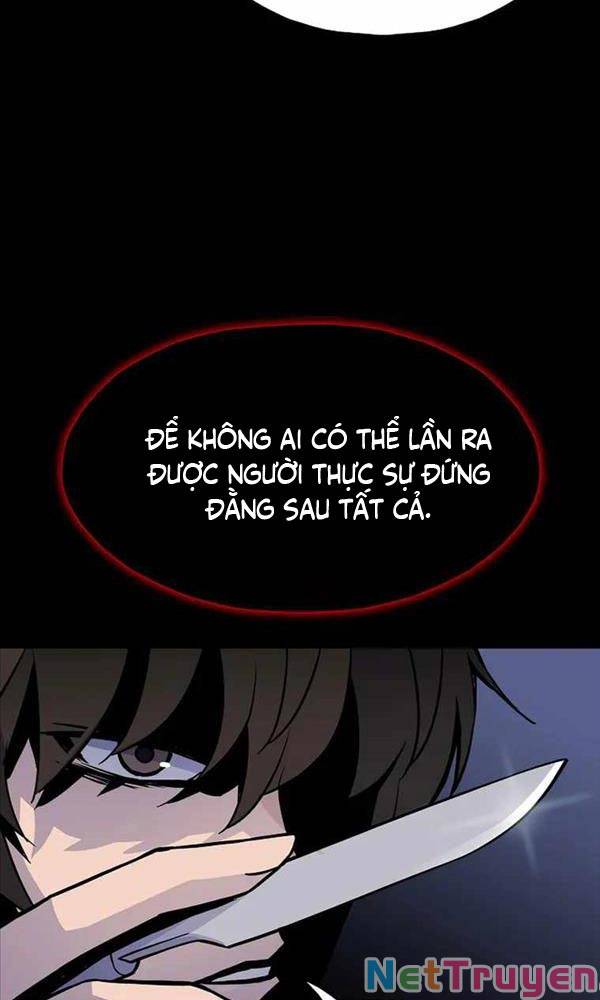 ĐỂ KHÔNG AI CÓ THỂ LẦN RA
ĐƯỢC NGƯỜI THỰC SỰ ĐỨNG
ĐẰNG SAU TẤT CẢ.
NetTruyen